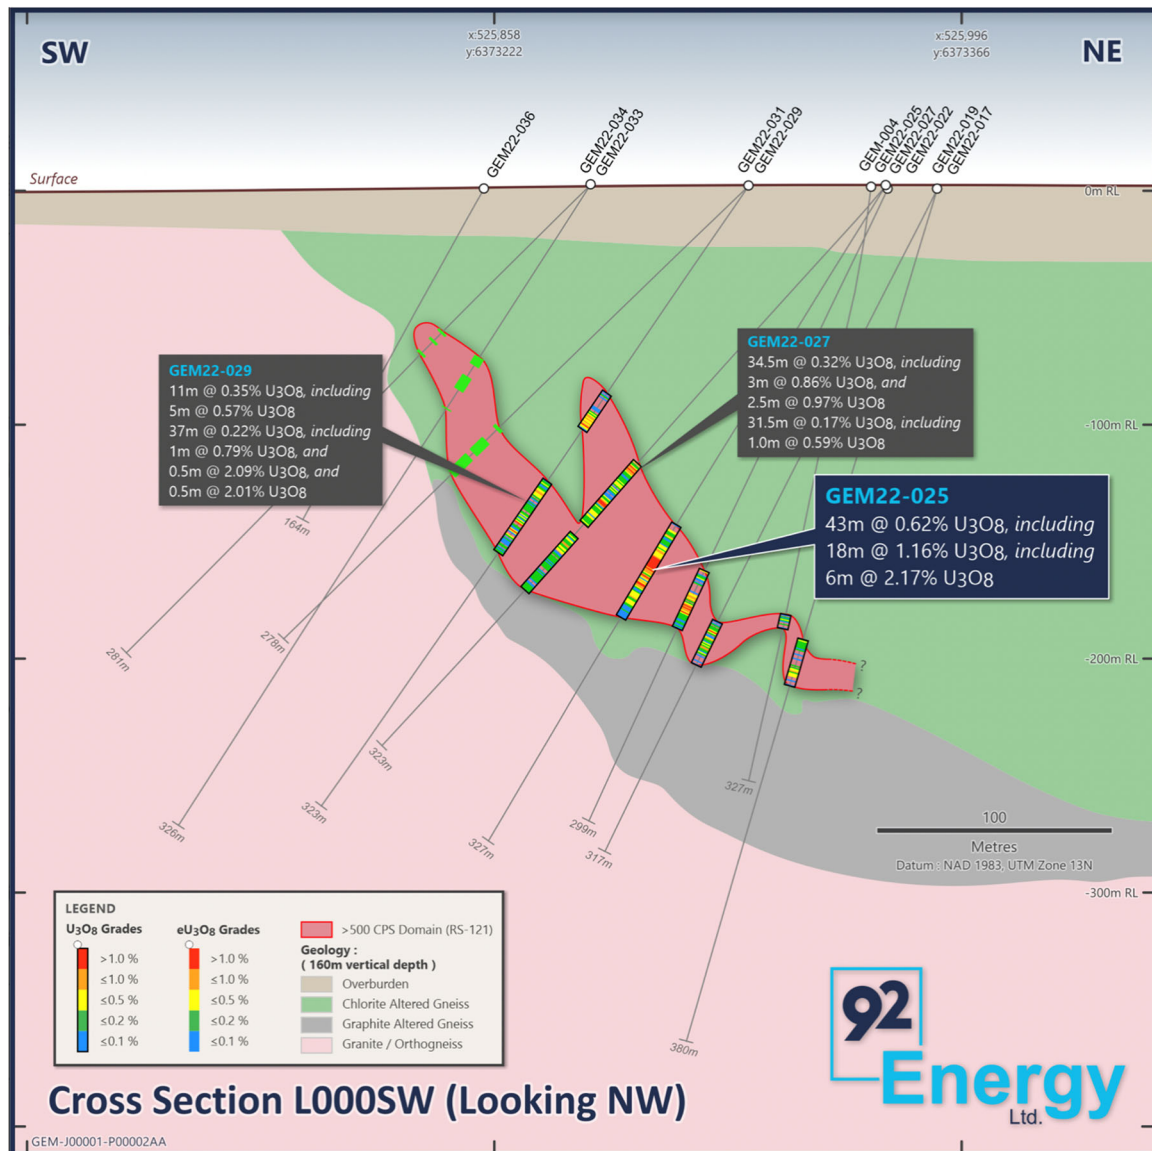 SW
x:525,858
y:6373222
x:525,996
y:6373366
NE
GEM22-036
GEM22-034
GEM22-033
GEM22-031
GEM22-029
GEM-004
GEM22-025
GEM22-027
GEM22-022
GEM22-019
GEM22-017
Surface
0m RL
GEM22-029
11m @ 0.35% U3O8, including
5m @ 0.57% U3O8
37m @ 0.22% U3O8, including
1m @ 0.79% U3O8, and
0.5m @ 2.09% U3O8, and
0.5m @ 2.01% U3O8
GEM22-027
34.5m @ 0.32% U3O8, including
3m @ 0.86% U3O8, and
2.5m @ 0.97% U3O8
31.5m @ 0.17% U3O8, including
1.0m @ 0.59% U3O8
-100m RL
GEM22-025
43m @ 0.62% U3O8, including
18m @ 1.16% U3O8, including
6m @ 2.17% U3O8
164m
281m
278m
-200m RL
?
?
323m
327m
326m
323m
327m
299m
317m
100
Metres
Datum : NAD 1983, UTM Zone 13N
-300m RL
380m
LEGEND
U3O8 Grades
>1.0 %
≤1.0 %
≤0.5 %
≤0.2 %
≤0.1 %
eU3O8 Grades
>1.0 %
≤1.0 %
≤0.5 %
≤0.2 %
≤0.1 %
>500 CPS Domain (RS-121)
Geology :
( 160m vertical depth )
Overburden
Chlorite Altered Gneiss
Graphite Altered Gneiss
Granite / Orthogneiss
92
Energy
Ltd.
Cross Section L000SW (Looking NW)
GEM-J00001-P00002AA